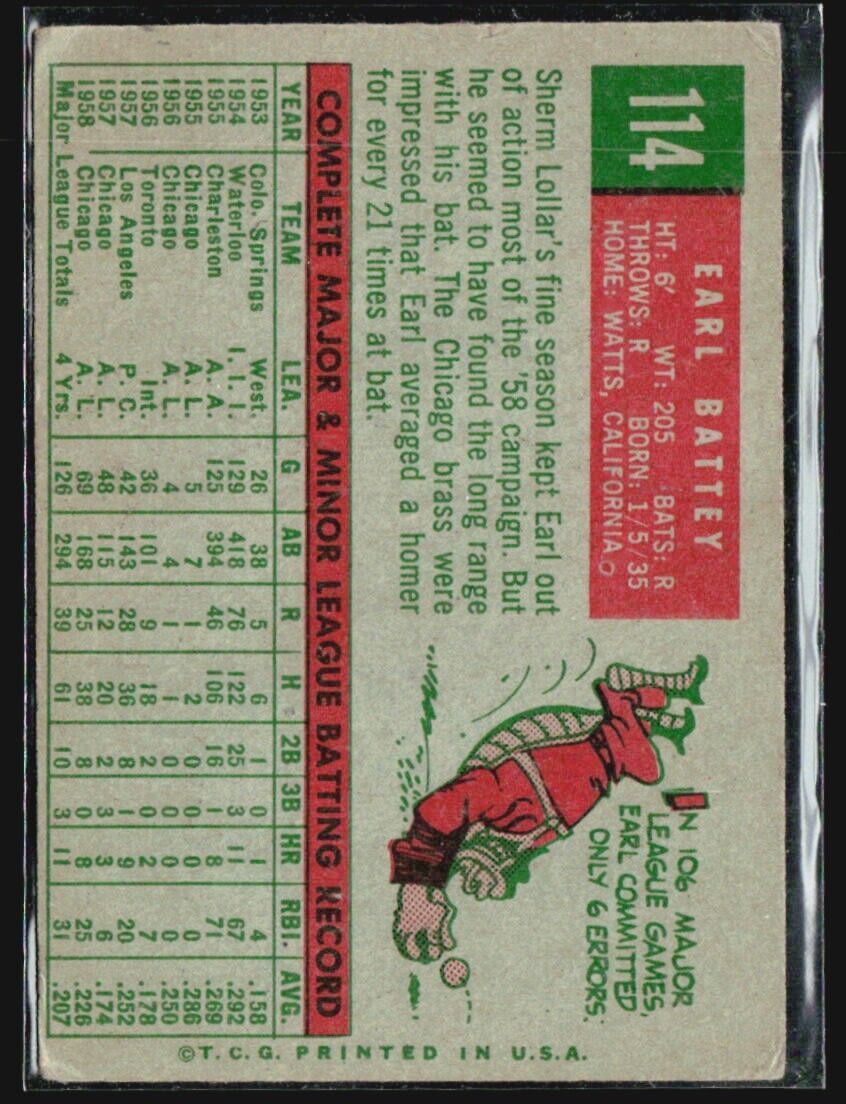 114
EARL BATTEY
HT: 6' WT: 205 BATS: R
THROWS: R BORN: 1/5/35
HOME: WATTS, CALIFORNIA
Sherm Lollar's fine season kept Earl out
of action most of the '58 campaign. But
he seemed to have found the long range
with his bat. The Chicago brass were
impressed that Earl averaged a homer
for every 21 times at bat.
IN 106 MAJOR
LEAGUE GAMES,
EARL COMMITTED
ONLY 6 ERRORS.
COMPLETE MAJOR & MINOR LEAGUE BATTING RECORD
YEAR TEAM LEA. G AB R H 2B 3B HR RBI. AVG.
1953 Colo. Springs West. 26 38 5 6 1 0 1 4 .158
1954 Waterloo I. I. I. 129 418 76 122 25 3 11 67 .292
1955 Charleston A. A. 125 394 46 106 16 1 8 71 .269
1955 Chicago A. L. 5 7 1 2 0 0 0 0 .286
1956 Chicago A. L. 4 4 1 1 0 0 0 0 .250
1956 Toronto Int. 36 101 9 18 2 0 2 7 .178
1957 Los Angeles P. C. 42 143 28 36 8 1 9 20 .252
1957 Chicago A. L. 48 115 12 20 2 3 3 6 .174
1958 Chicago A. L. 69 168 25 38 8 0 8 25 .226
Major League Totals 4 Yrs. 126 294 39 61 10 3 11 31 .207
©T.C.G. PRINTED IN U.S.A.